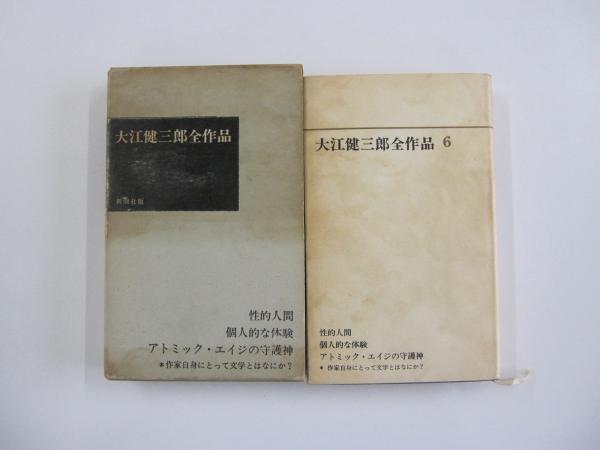 大江健三郎全作品
新潮社版
性的人間
個人的な体験
アトミック・エイジの守護神
*作家自身にとって文学とはなにか?
大江健三郎全作品 6
性的人間
個人的な体験
アトミック・エイジの守護神
* 作家自身にとって文学とはなにか?